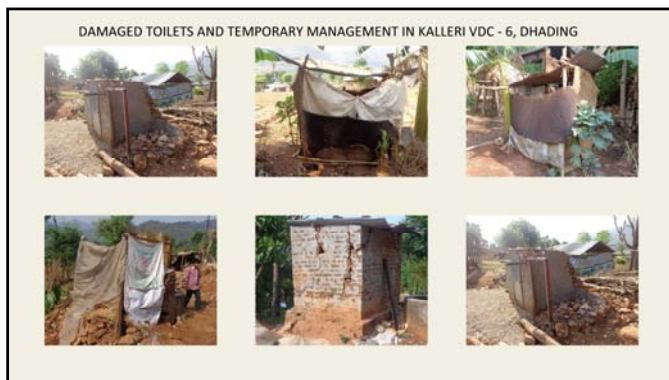 DAMAGED TOILETS AND TEMPORARY MANAGEMENT IN KALLERI VDC - 6, DHADING